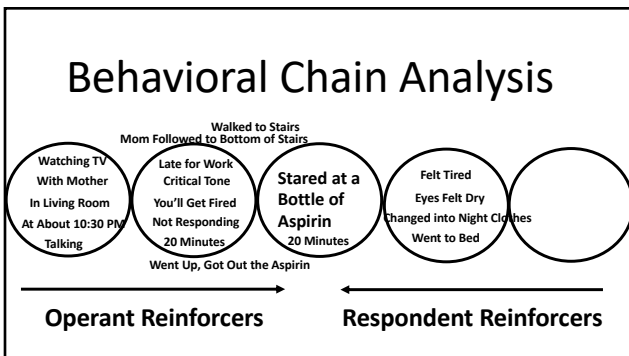 Behavioral Chain Analysis
Walked to Stairs
Mom Followed to Bottom of Stairs
Watching TV
With Mother
In Living Room
At About 10:30 PM
Talking
Late for Work
Critical Tone
You'll Get Fired
Not Responding
20 Minutes
Went Up, Got Out the Aspirin
Stared at a
Bottle of
Aspirin
20 Minutes
Felt Tired
Eyes Felt Dry
Changed into Night Clothes
Went to Bed
Operant Reinforcers
Respondent Reinforcers